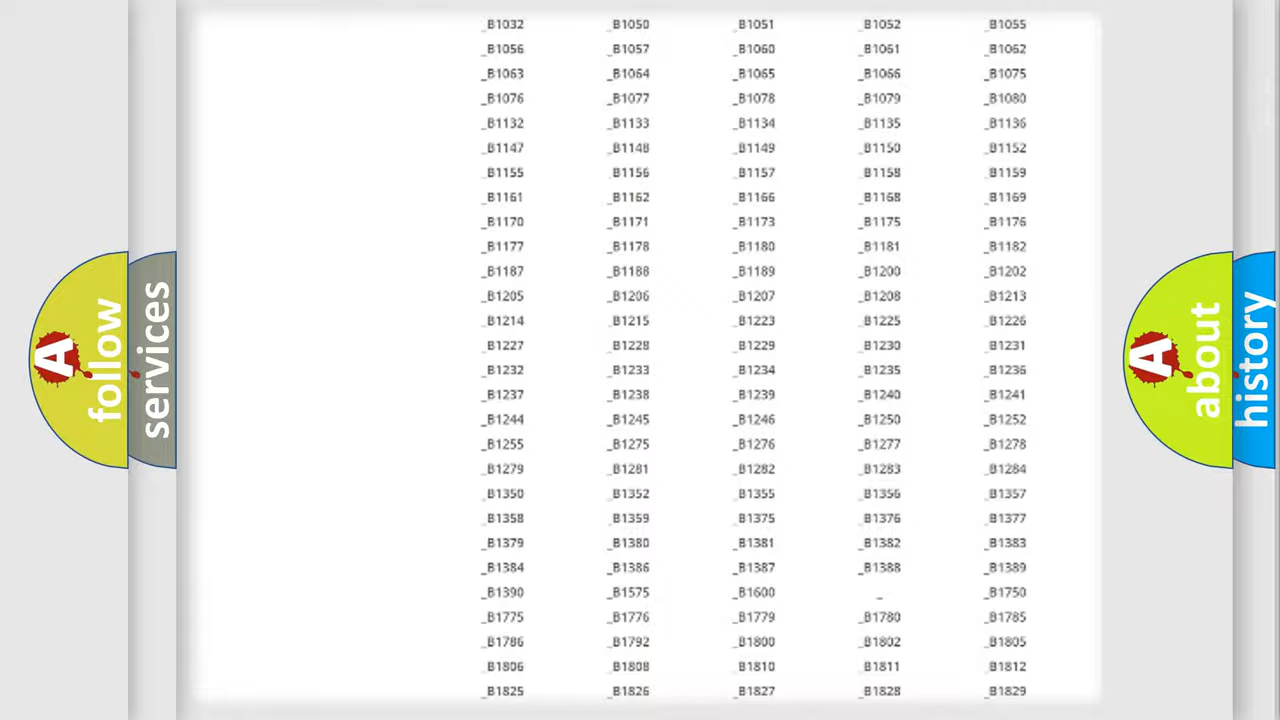 _B1032 _B1050 _B1051 _B1052 _B1055
_B1056 _B1057 _B1060 _B1061 _B1062
_B1063 _B1064 _B1065 _B1066 _B1075
_B1076 _B1077 _B1078 _B1079 _B1080
_B1132 _B1133 _B1134 _B1135 _B1136
_B1147 _B1148 _B1149 _B1150 _B1152
_B1155 _B1156 _B1157 _B1158 _B1159
_B1161 _B1162 _B1166 _B1168 _B1169
_B1170 _B1171 _B1173 _B1175 _B1176
_B1177 _B1178 _B1180 _B1181 _B1182
_B1187 _B1188 _B1189 _B1200 _B1202
_B1205 _B1206 _B1207 _B1208 _B1213
_B1214 _B1215 _B1223 _B1225 _B1226
_B1227 _B1228 _B1229 _B1230 _B1231
_B1232 _B1233 _B1234 _B1235 _B1236
_B1237 _B1238 _B1239 _B1240 _B1241
_B1244 _B1245 _B1246 _B1250 _B1252
_B1255 _B1275 _B1276 _B1277 _B1278
_B1279 _B1281 _B1282 _B1283 _B1284
_B1350 _B1352 _B1355 _B1356 _B1357
_B1358 _B1359 _B1375 _B1376 _B1377
_B1379 _B1380 _B1381 _B1382 _B1383
_B1384 _B1386 _B1387 _B1388 _B1389
_B1390 _B1575 _B1600 _ _B1750
_B1775 _B1776 _B1779 _B1780 _B1785
_B1786 _B1792 _B1800 _B1802 _B1805
_B1806 _B1808 _B1810 _B1811 _B1812
_B1825 _B1826 _B1827 _B1828 _B1829
A
follow
services
A
about
history